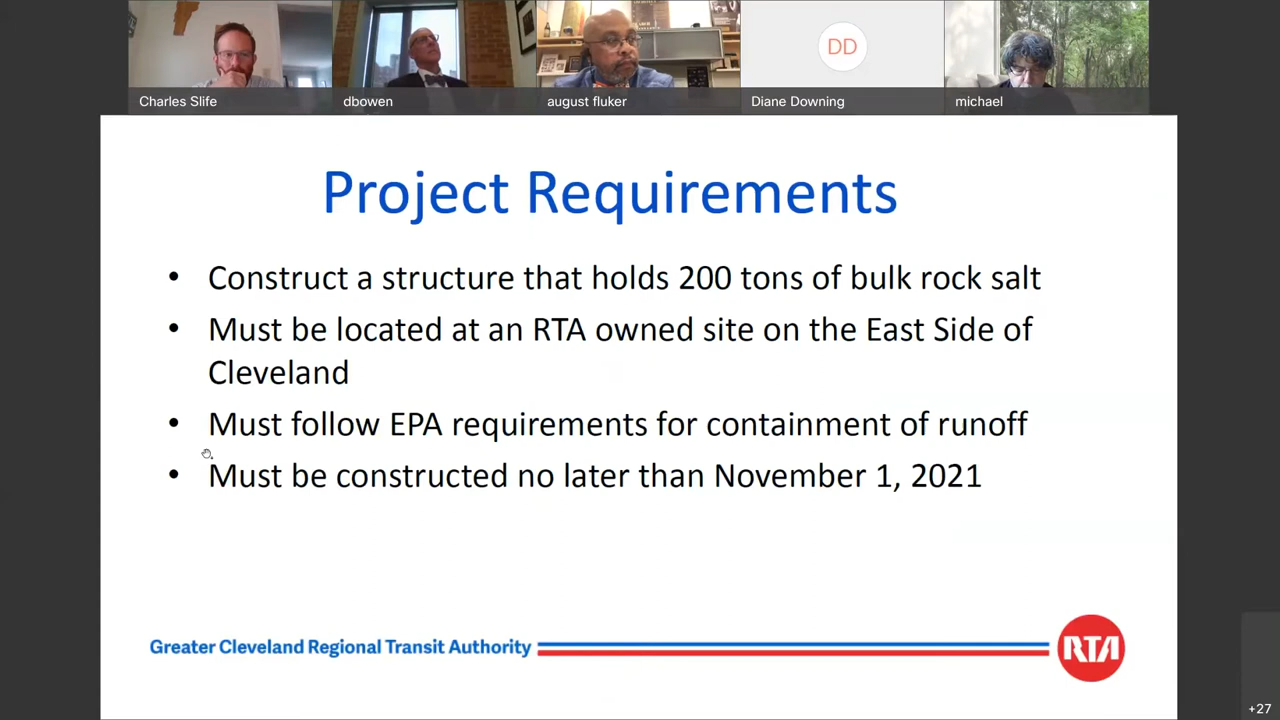 DD
Charles Slife
dbowen
august fluker
Diane Downing
michael
Project Requirements
• Construct a structure that holds 200 tons of bulk rock salt
• Must be located at an RTA owned site on the East Side of
Cleveland
• Must follow EPA requirements for containment of runoff
• Must be constructed no later than November 1, 2021
Greater Cleveland Regional Transit Authority
RTA
+27